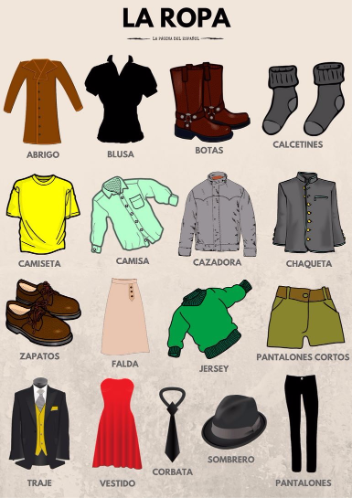 LA ROPA
LA PÁGINA DEL ESPAÑOL
ABRIGO
BLUSA
BOTAS
CALCETINES
CAMISETA
CAMISA
CAZADORA
CHAQUETA
ZAPATOS
FALDA
JERSEY
PANTALONES CORTOS
TRAJE
VESTIDO
CORBATA
SOMBRERO
PANTALONES